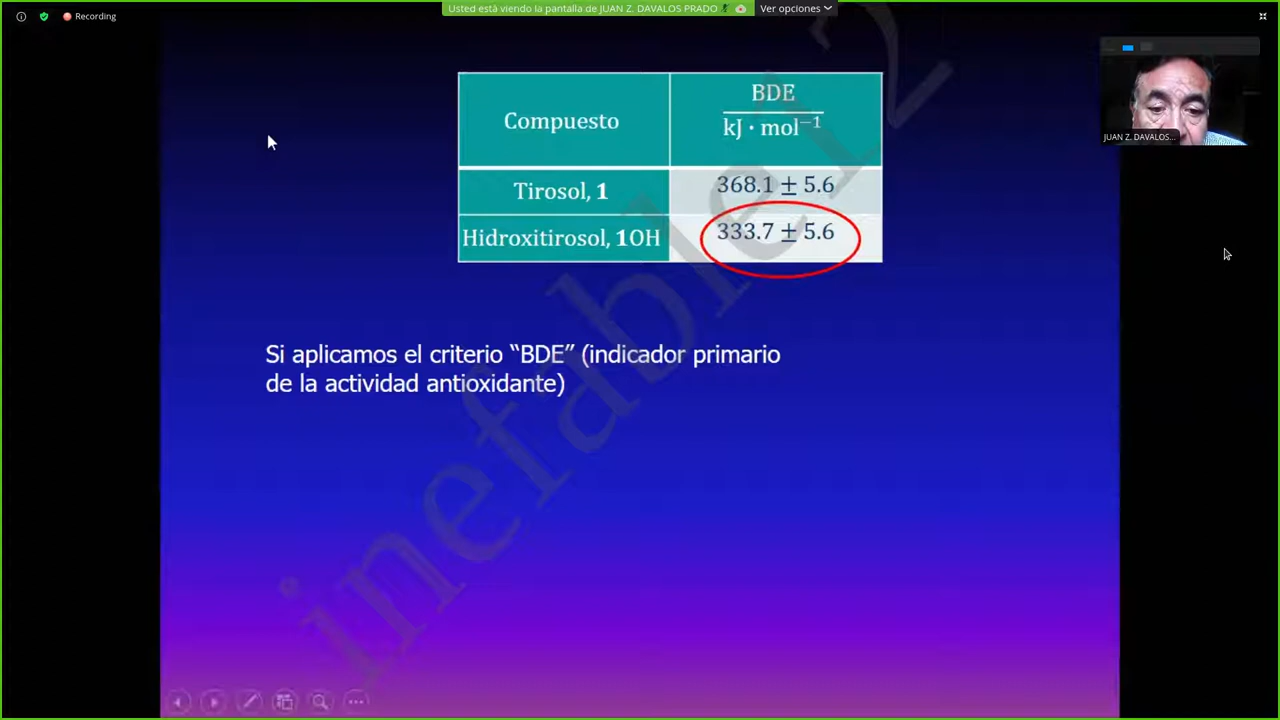 Recording
Usted está viendo la pantalla de JUAN Z. DAVALOS PRADO
Ver opciones
JUAN Z. DAVALOS...
Compuesto
BDE
kJ · mol⁻¹
Tirosol, 1
368.1 ± 5.6
Hidroxitirosol, 1OH
333.7 ± 5.6
Si aplicamos el criterio “BDE” (indicador primario
de la actividad antioxidante)
inefable12